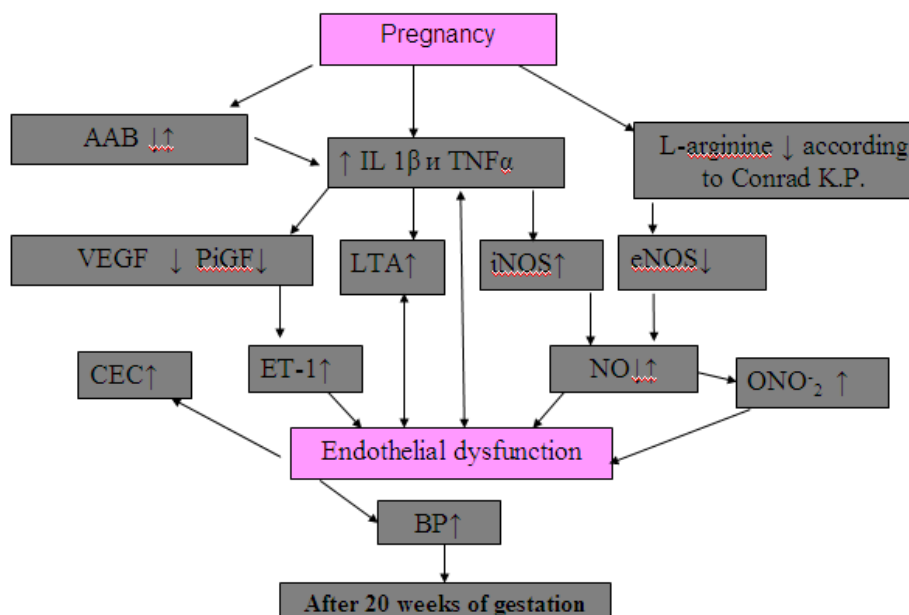 Pregnancy
AAB ↓↑
↑ IL 1β и TNFα
L-arginine ↓ according
to Conrad K.P.
VEGF ↓ PiGF↓
LTA↑
iNOS↑
eNOS↓
CEC↑
ET-1↑
NO↓↑
ONO⁻₂ ↑
Endothelial dysfunction
BP↑
After 20 weeks of gestation